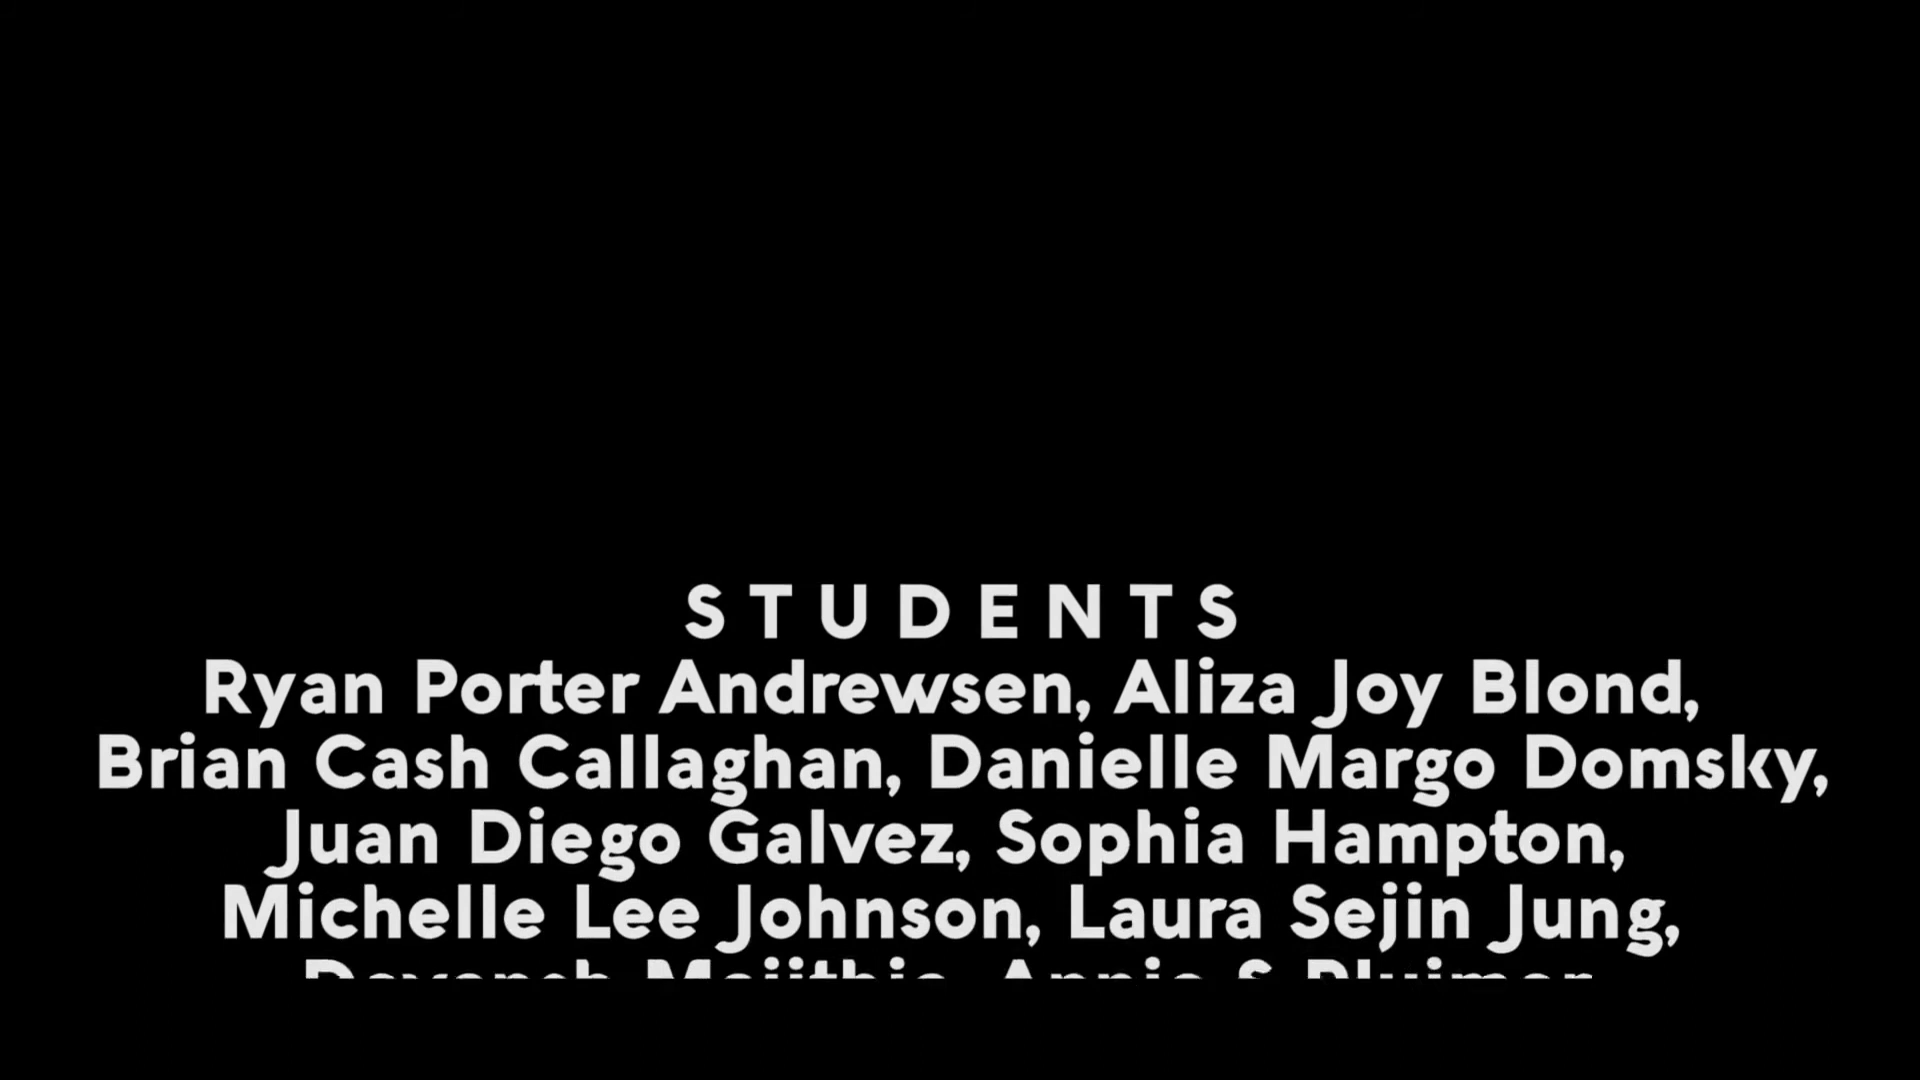 STUDENTS
Ryan Porter Andrewsen, Aliza Joy Blond,
Brian Cash Callaghan, Danielle Margo Domsky,
Juan Diego Galvez, Sophia Hampton,
Michelle Lee Johnson, Laura Sejin Jung,